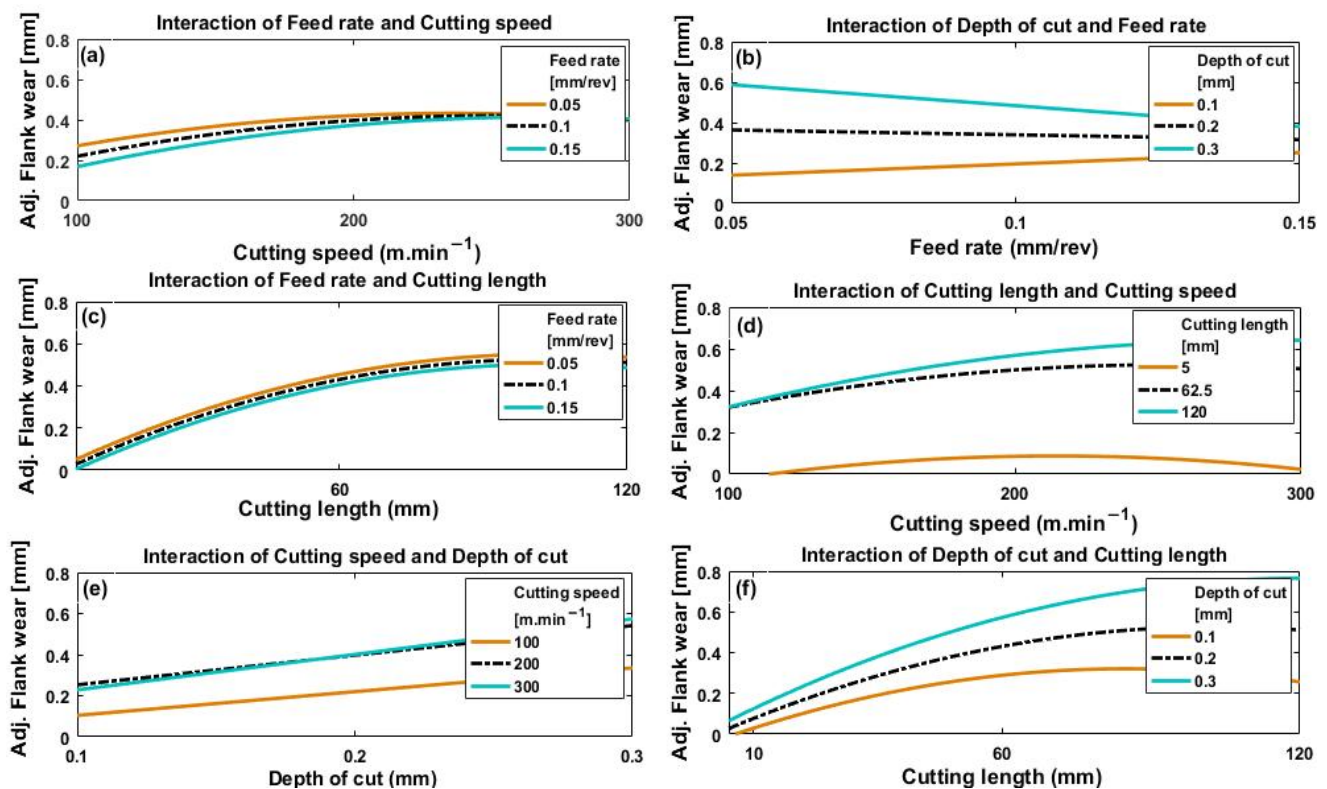 Interaction of Feed rate and Cutting speed
(a)
Adj. Flank wear [mm]
0.8
0.6
0.4
0.2
0
100
200
300
Cutting speed (m.min⁻¹)
Feed rate
[mm/rev]
0.05
0.1
0.15
Interaction of Depth of cut and Feed rate
(b)
Adj. Flank wear [mm]
0.8
0.6
0.4
0.2
0
0.05
0.1
0.15
Feed rate (mm/rev)
Depth of cut
[mm]
0.1
0.2
0.3
Interaction of Feed rate and Cutting length
(c)
Adj. Flank wear [mm]
0.8
0.6
0.4
0.2
0
60
120
Cutting length (mm)
Feed rate
[mm/rev]
0.05
0.1
0.15
Interaction of Cutting length and Cutting speed
(d)
Adj. Flank wear [mm]
0.8
0.6
0.4
0.2
0
100
200
300
Cutting speed (m.min⁻¹)
Cutting length
[mm]
5
62.5
120
Interaction of Cutting speed and Depth of cut
(e)
Adj. Flank wear [mm]
0.8
0.6
0.4
0.2
0
0.1
0.2
0.3
Depth of cut (mm)
Cutting speed
[m.min⁻¹]
100
200
300
Interaction of Depth of cut and Cutting length
(f)
Adj. Flank wear [mm]
0.8
0.6
0.4
0.2
0
10
60
120
Cutting length (mm)
Depth of cut
[mm]
0.1
0.2
0.3